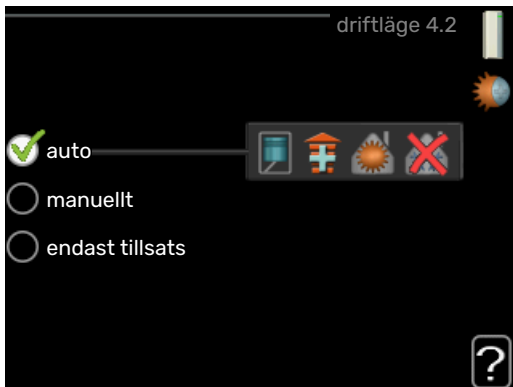 driftläge 4.2
auto
manuellt
endast tillsats
?